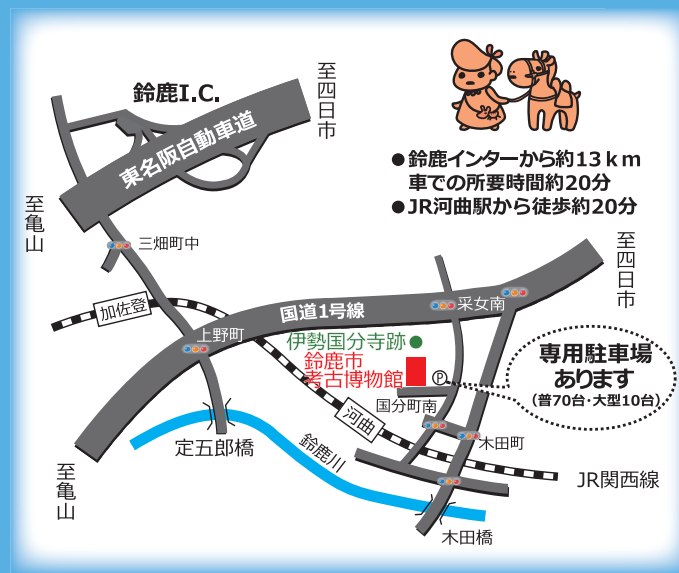 鈴鹿I.C.
至四日市
東名阪自動車道
●鈴鹿インターから約13ｋｍ
車での所要時間約20分
●JR河曲駅から徒歩約20分
至亀山
三畑町中
至四日市
加佐登
国道1号線
采女南
上野町
伊勢国分寺跡
鈴鹿市
考古博物館
P
専用駐車場
あります
（普70台・大型10台）
国分町南
河曲
木田町
定五郎橋
鈴鹿川
JR関西線
至亀山
木田橋